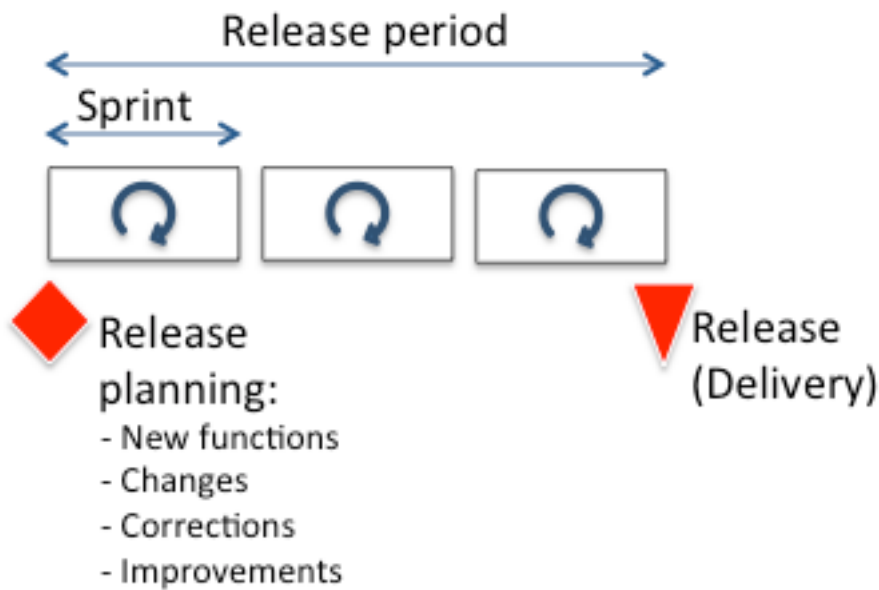 Release period
Sprint
Release
planning:
- New functions
- Changes
- Corrections
- Improvements
Release
(Delivery)